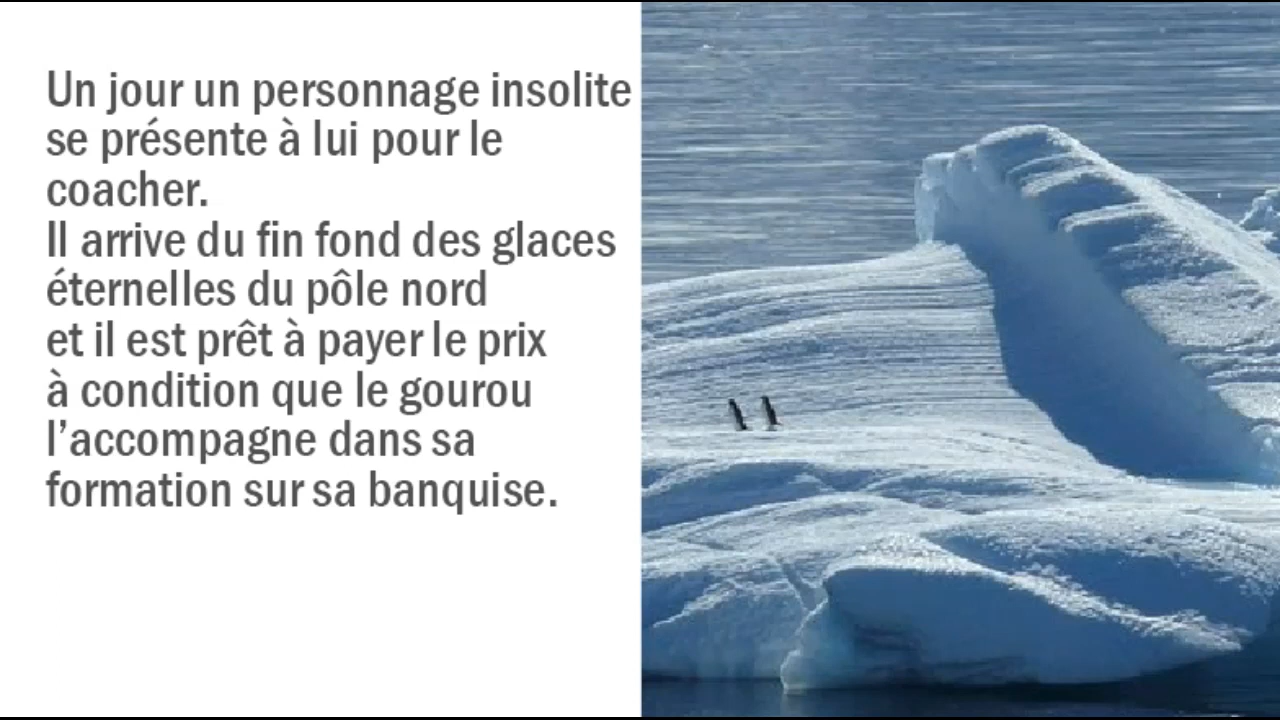 Un jour un personnage insolite
se présente à lui pour le
coacher.
Il arrive du fin fond des glaces
éternelles du pôle nord
et il est prêt à payer le prix
à condition que le gourou
l’accompagne dans sa
formation sur sa banquise.